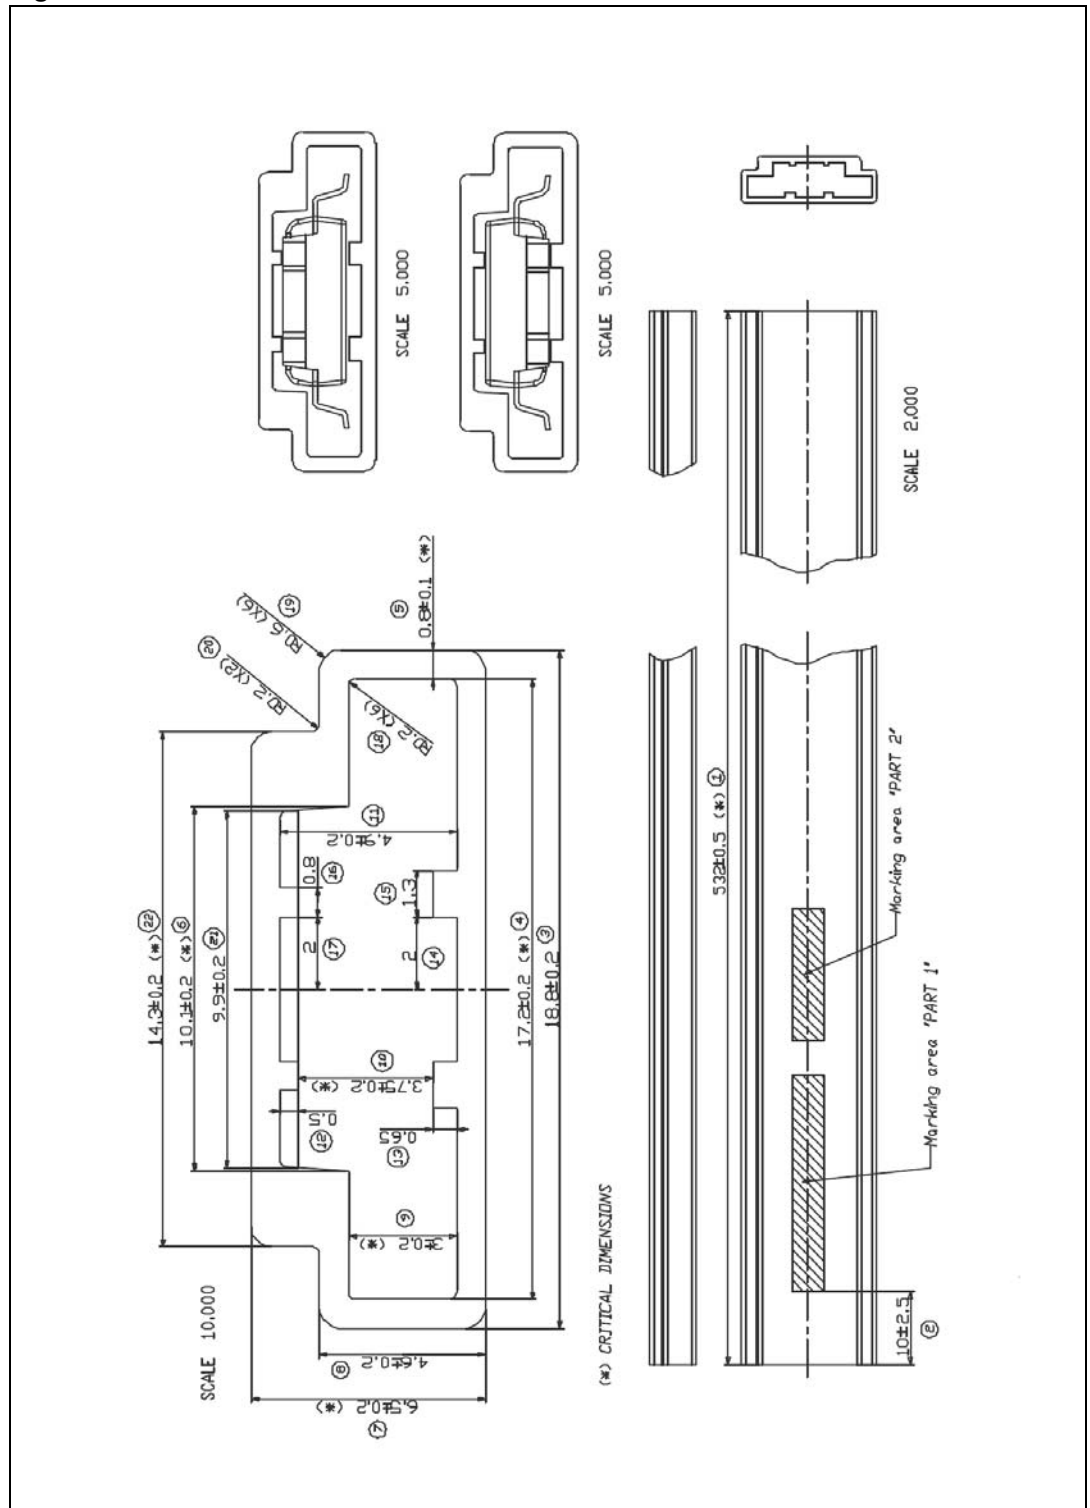 SCALE 5,000
SCALE 5,000
SCALE 2,000
SCALE 10,000
14,3±0.2 (*) 22
10,1±0.2 (*) 6
9.9±0.2 21
RD.2 (X2) 20
RD.6 (X6) 19
0.8±0.1 (*) 5
RD.2 (X6) 18
4.9±0.2 11
0.8 16
1.3 15
2 17
2 14
3.75±0.2 (*) 10
0.5 12
0.65 13
3±0.2 (*) 9
17.2±0.2 (*) 4
18.8±0.2 3
4.6±0.2 8
6.5±0.2 (*) 7
(*) CRITICAL DIMENSIONS
532±0.5 (*) 1
Marking area "PART 2"
Marking area "PART 1"
10±2.5 2